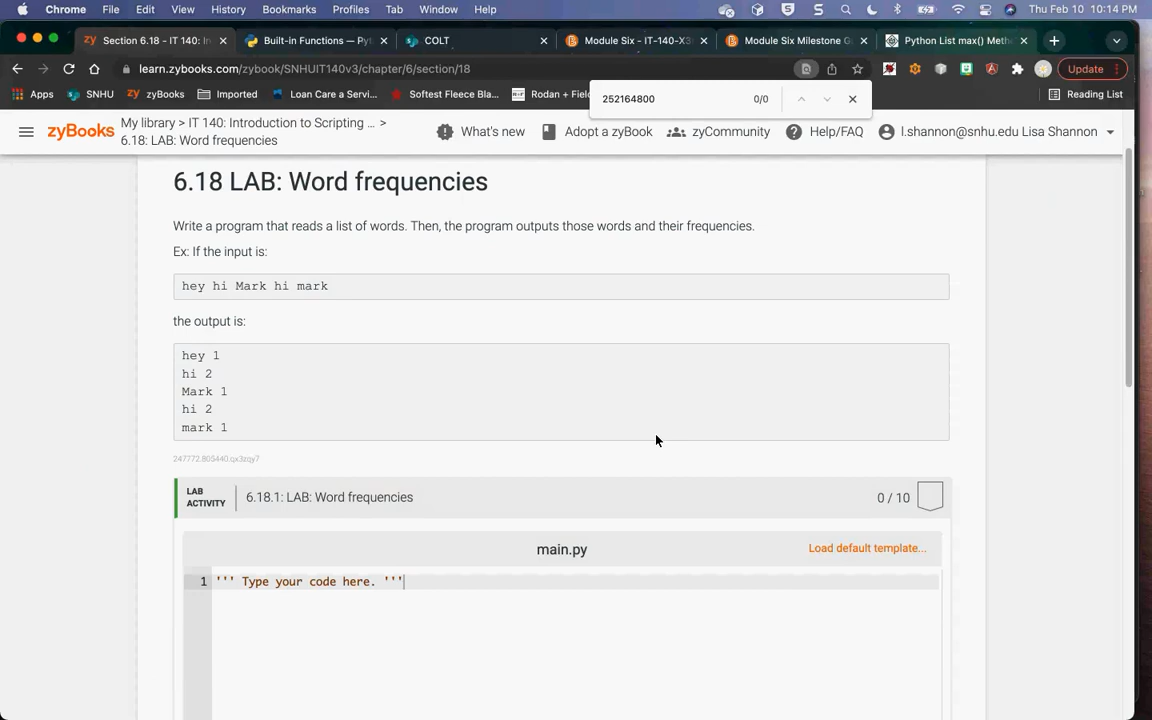 Chrome File Edit View History Bookmarks Profiles Tab Window Help Thu Feb 10 10:14 PM
Section 6.18 - IT 140: In Built-in Functions — Pyt COLT Module Six - IT-140-X3 Module Six Milestone G Python List max() Meth
learn.zybooks.com/zybook/SNHUIT140v3/chapter/6/section/18 Update
Apps SNHU zyBooks Imported Loan Care a Servi... Softest Fleece Bla... Rodan + Fiel Reading List
252164800 0/0
zyBooks My library > IT 140: Introduction to Scripting ... >
6.18: LAB: Word frequencies
What's new Adopt a zyBook zyCommunity Help/FAQ l.shannon@snhu.edu Lisa Shannon
6.18 LAB: Word frequencies
Write a program that reads a list of words. Then, the program outputs those words and their frequencies.
Ex: If the input is:
hey hi Mark hi mark
the output is:
hey 1
hi 2
Mark 1
hi 2
mark 1
247772.805440.qx3zqy7
LAB
ACTIVITY
6.18.1: LAB: Word frequencies 0 / 10
main.py Load default template...
1 ''' Type your code here. '''